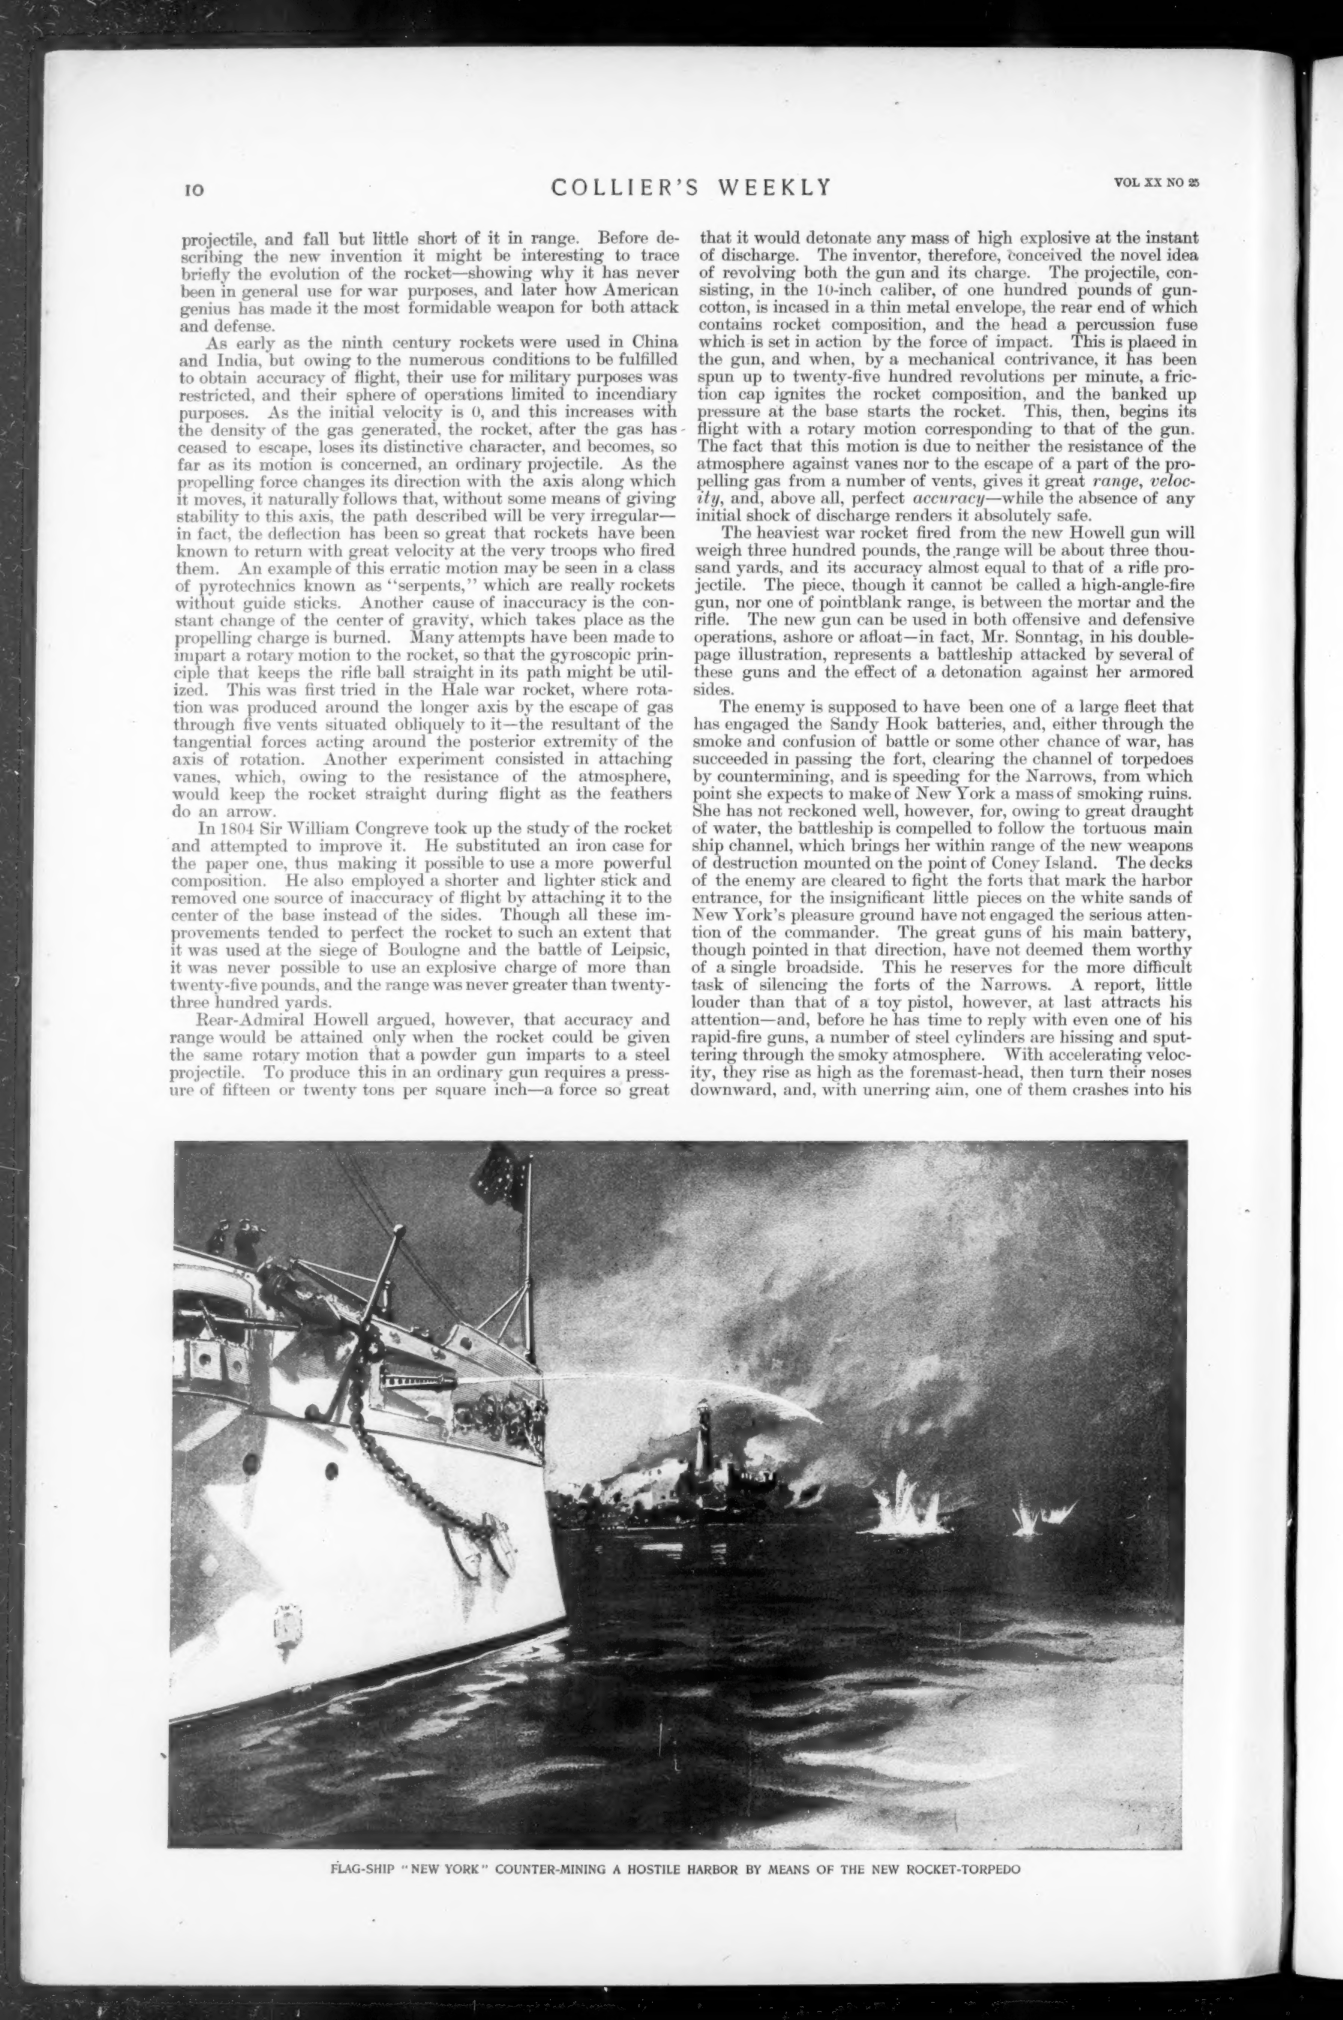 10
COLLIER'S WEEKLY
VOL XX NO 25
projectile, and fall but little short of it in range. Before de-
scribing the new invention it might be interesting to trace
briefly the evolution of the rocket—showing why it has never
been in general use for war purposes, and later how American
genius has made it the most formidable weapon for both attack
and defense.
As early as the ninth century rockets were used in China
and India, but owing to the numerous conditions to be fulfilled
to obtain accuracy of flight, their use for military purposes was
restricted, and their sphere of operations limited to incendiary
purposes. As the initial velocity is 0, and this increases with
the density of the gas generated, the rocket, after the gas has
ceased to escape, loses its distinctive character, and becomes, so
far as its motion is concerned, an ordinary projectile. As the
propelling force changes its direction with the axis along which
it moves, it naturally follows that, without some means of giving
stability to this axis, the path described will be very irregular—
in fact, the deflection has been so great that rockets have been
known to return with great velocity at the very troops who fired
them. An example of this erratic motion may be seen in a class
of pyrotechnics known as "serpents," which are really rockets
without guide sticks. Another cause of inaccuracy is the con-
stant change of the center of gravity, which takes place as the
propelling charge is burned. Many attempts have been made to
impart a rotary motion to the rocket, so that the gyroscopic prin-
ciple that keeps the rifle ball straight in its path might be util-
ized. This was first tried in the Hale war rocket, where rota-
tion was produced around the longer axis by the escape of gas
through five vents situated obliquely to it—the resultant of the
tangential forces acting around the posterior extremity of the
axis of rotation. Another experiment consisted in attaching
vanes, which, owing to the resistance of the atmosphere,
would keep the rocket straight during flight as the feathers
do an arrow.
In 1804 Sir William Congreve took up the study of the rocket
and attempted to improve it. He substituted an iron case for
the paper one, thus making it possible to use a more powerful
composition. He also employed a shorter and lighter stick and
removed one source of inaccuracy of flight by attaching it to the
center of the base instead of the sides. Though all these im-
provements tended to perfect the rocket to such an extent that
it was used at the siege of Boulogne and the battle of Leipsic,
it was never possible to use an explosive charge of more than
twenty-five pounds, and the range was never greater than twenty-
three hundred yards.
Rear-Admiral Howell argued, however, that accuracy and
range would be attained only when the rocket could be given
the same rotary motion that a powder gun imparts to a steel
projectile. To produce this in an ordinary gun requires a press-
ure of fifteen or twenty tons per square inch—a force so great
that it would detonate any mass of high explosive at the instant
of discharge. The inventor, therefore, conceived the novel idea
of revolving both the gun and its charge. The projectile, con-
sisting, in the 10-inch caliber, of one hundred pounds of gun-
cotton, is incased in a thin metal envelope, the rear end of which
contains rocket composition, and the head a percussion fuse
which is set in action by the force of impact. This is placed in
the gun, and when, by a mechanical contrivance, it has been
spun up to twenty-five hundred revolutions per minute, a fric-
tion cap ignites the rocket composition, and the banked up
pressure at the base starts the rocket. This, then, begins its
flight with a rotary motion corresponding to that of the gun.
The fact that this motion is due to neither the resistance of the
atmosphere against vanes nor to the escape of a part of the pro-
pelling gas from a number of vents, gives it great range, veloc-
ity, and, above all, perfect accuracy—while the absence of any
initial shock of discharge renders it absolutely safe.
The heaviest war rocket fired from the new Howell gun will
weigh three hundred pounds, the range will be about three thou-
sand yards, and its accuracy almost equal to that of a rifle pro-
jectile. The piece, though it cannot be called a high-angle-fire
gun, nor one of pointblank range, is between the mortar and the
rifle. The new gun can be used in both offensive and defensive
operations, ashore or afloat—in fact, Mr. Sonntag, in his double-
page illustration, represents a battleship attacked by several of
these guns and the effect of a detonation against her armored
sides.
The enemy is supposed to have been one of a large fleet that
has engaged the Sandy Hook batteries, and, either through the
smoke and confusion of battle or some other chance of war, has
succeeded in passing the fort, clearing the channel of torpedoes
by countermining, and is speeding for the Narrows, from which
point she expects to make of New York a mass of smoking ruins.
She has not reckoned well, however, for, owing to great draught
of water, the battleship is compelled to follow the tortuous main
ship channel, which brings her within range of the new weapons
of destruction mounted on the point of Coney Island. The decks
of the enemy are cleared to fight the forts that mark the harbor
entrance, for the insignificant little pieces on the white sands of
New York's pleasure ground have not engaged the serious atten-
tion of the commander. The great guns of his main battery,
though pointed in that direction, have not deemed them worthy
of a single broadside. This he reserves for the more difficult
task of silencing the forts of the Narrows. A report, little
louder than that of a toy pistol, however, at last attracts his
attention—and, before he has time to reply with even one of his
rapid-fire guns, a number of steel cylinders are hissing and sput-
tering through the smoky atmosphere. With accelerating veloc-
ity, they rise as high as the foremast-head, then turn their noses
downward, and, with unerring aim, one of them crashes into his
FLAG-SHIP "NEW YORK" COUNTER-MINING A HOSTILE HARBOR BY MEANS OF THE NEW ROCKET-TORPEDO